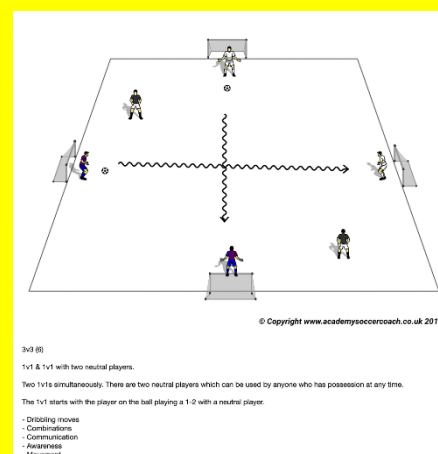 © Copyright www.academysoccercoach.co.uk 201
3v3 (6)
1v1 & 1v1 with two neutral players.
Two 1v1s simultaneously. There are two neutral players which can be used by anyone who has possession at any time.
The 1v1 starts with the player on the ball playing a 1-2 with a neutral player.
- Dribbling moves
- Combinations
- Communication
- Awareness
- Movement